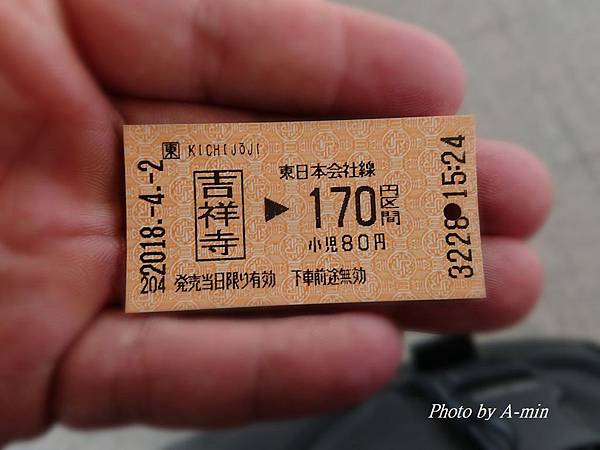 東 KICHIJŌJI
吉祥寺
東日本会社線
▶ 170円区間
小児80円
204 発売当日限り有効 下車前途無効
2018.-4.-2
3228●15:24
Photo by A-min